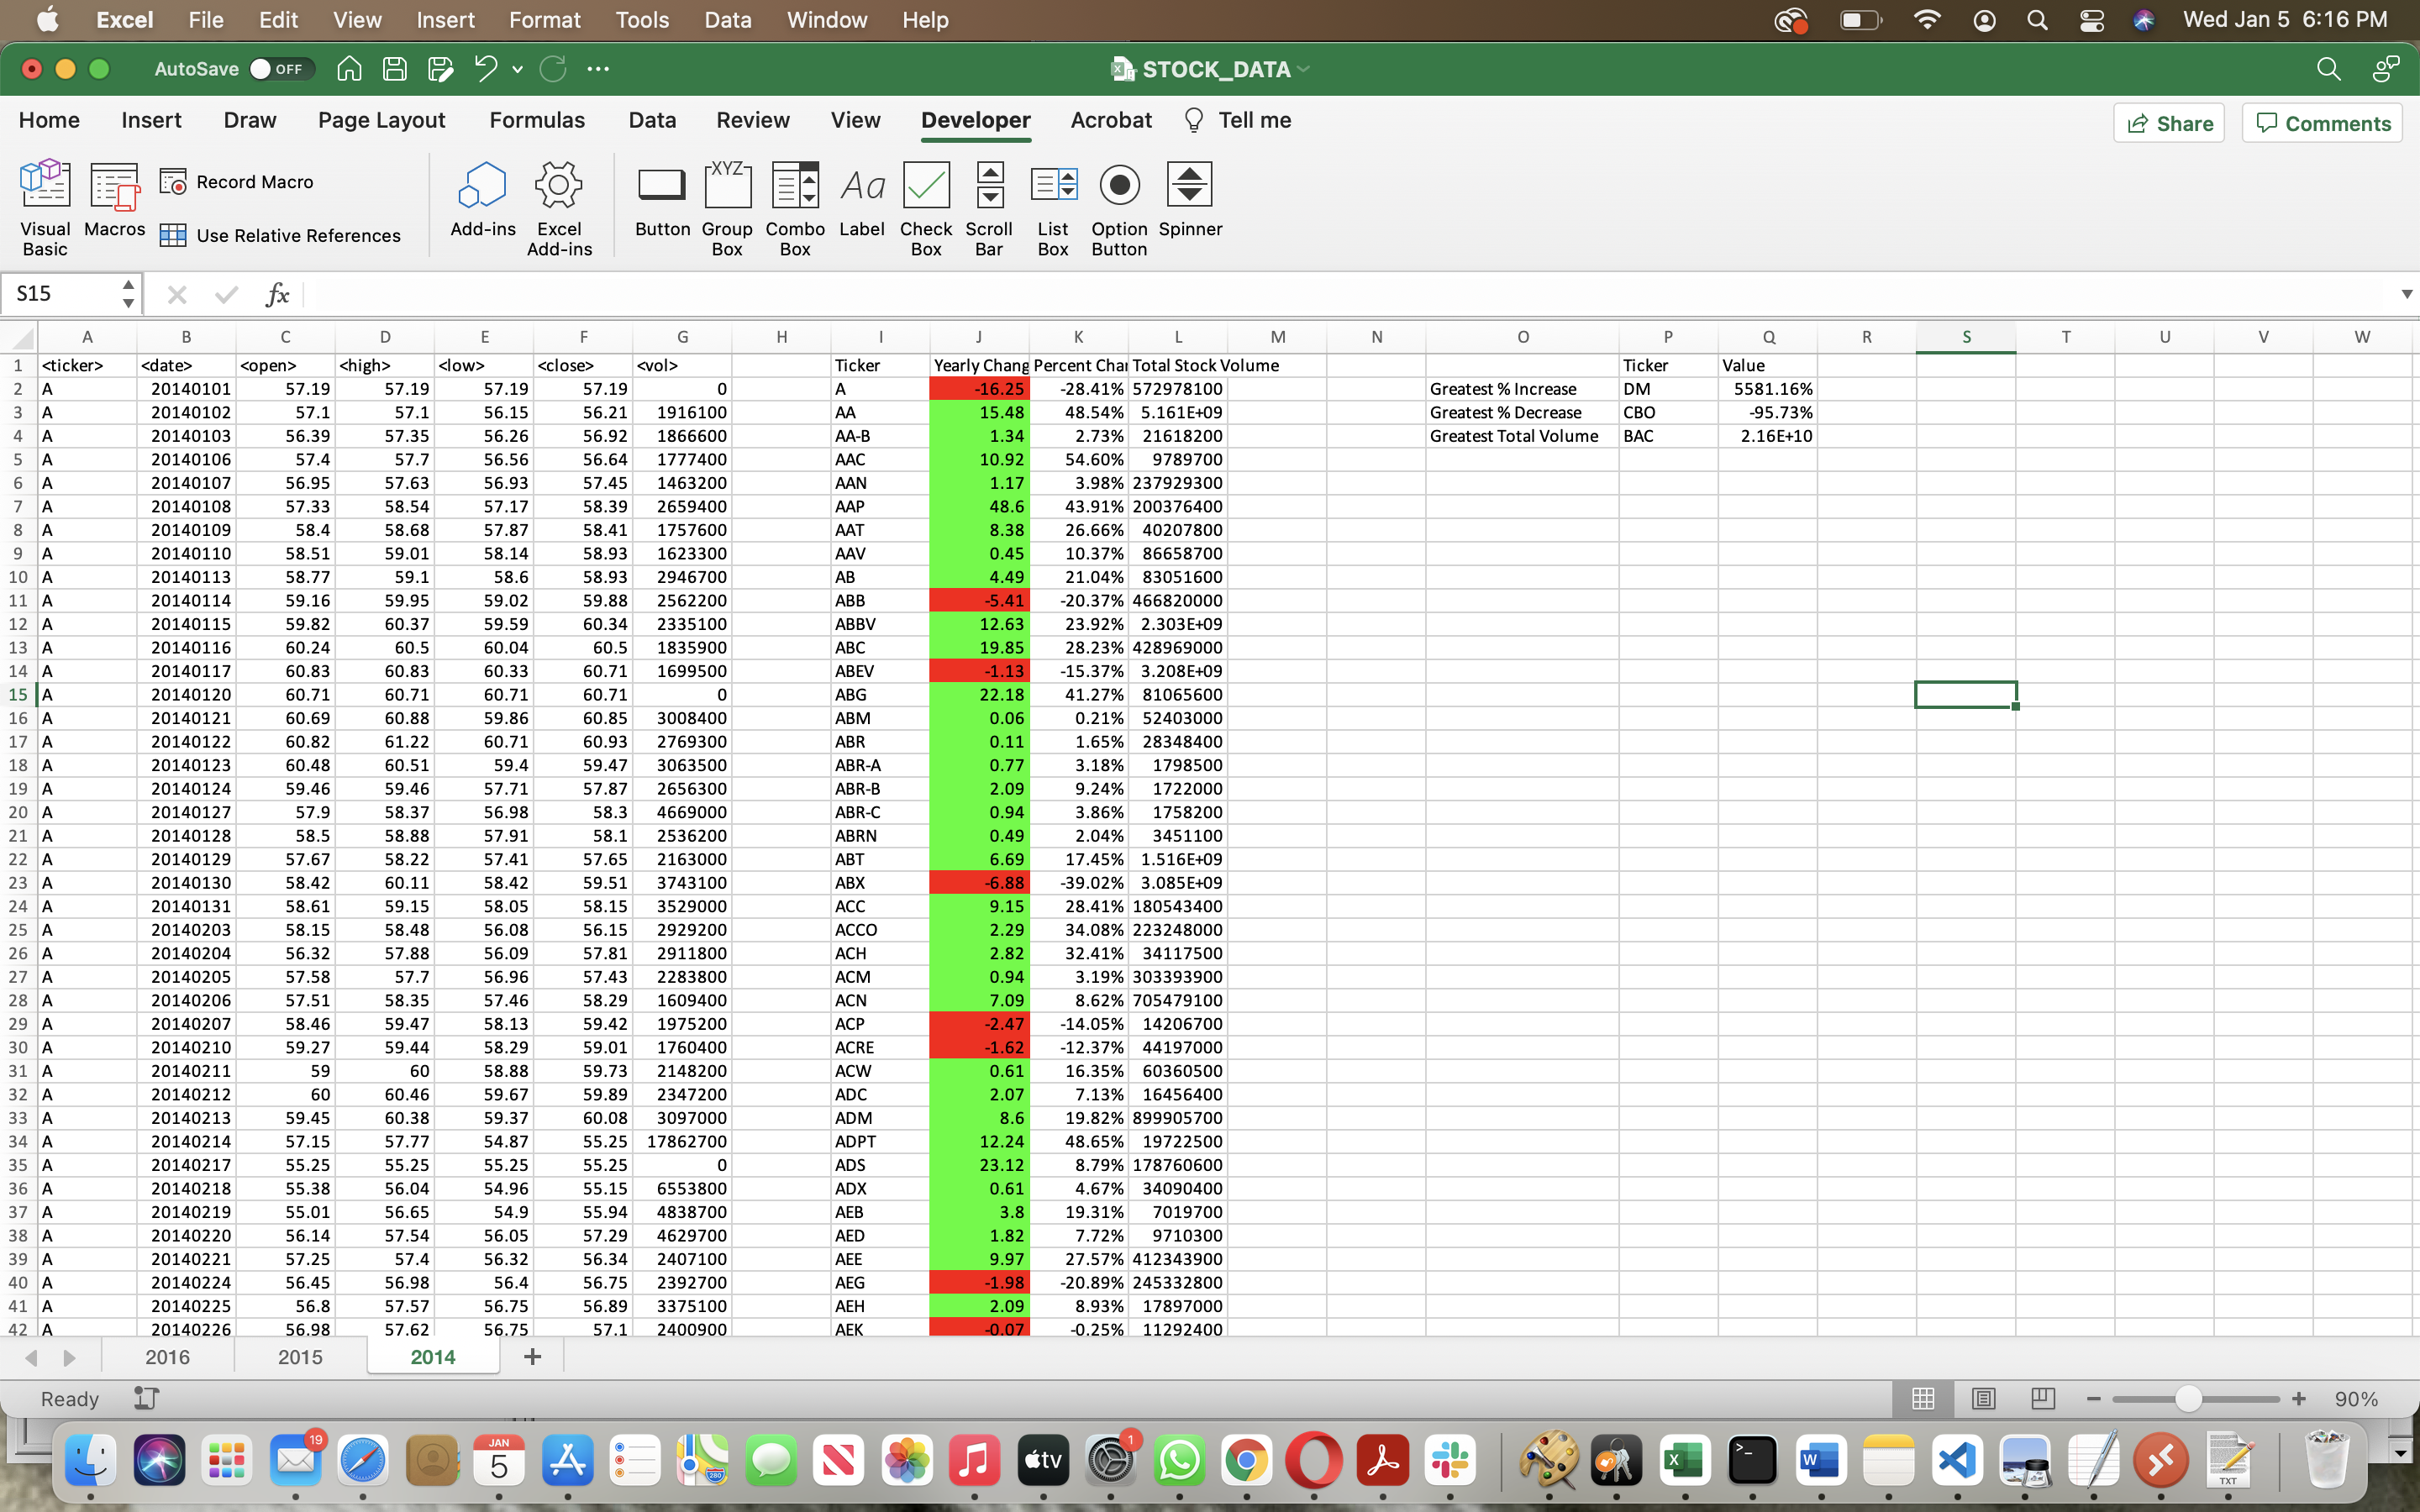 Excel File Edit View Insert Format Tools Data Window Help Wed Jan 5 6:16 PM
AutoSave OFF STOCK_DATA
Home Insert Draw Page Layout Formulas Data Review View Developer Acrobat Tell me Share Comments
Visual Basic Macros Record Macro Use Relative References Add-ins Excel Add-ins Button XYZ Group Box Combo Box Aa Label Check Box Scroll Bar List Box Option Button Spinner
S15 fx
A B C D E F G H I J K L M N O P Q R S T U V W
1 <ticker> <date> <open> <high> <low> <close> <vol> Ticker Yearly Chang Percent Chai Total Stock Volume Ticker Value
2 A 20140101 57.19 57.19 57.19 57.19 0 A -16.25 -28.41% 572978100 Greatest % Increase DM 5581.16%
3 A 20140102 57.1 57.1 56.15 56.21 1916100 AA 15.48 48.54% 5.161E+09 Greatest % Decrease CBO -95.73%
4 A 20140103 56.39 57.35 56.26 56.92 1866600 AA-B 1.34 2.73% 21618200 Greatest Total Volume BAC 2.16E+10
5 A 20140106 57.4 57.7 56.56 56.64 1777400 AAC 10.92 54.60% 9789700
6 A 20140107 56.95 57.63 56.93 57.45 1463200 AAN 1.17 3.98% 237929300
7 A 20140108 57.33 58.54 57.17 58.39 2659400 AAP 48.6 43.91% 200376400
8 A 20140109 58.4 58.68 57.87 58.41 1757600 AAT 8.38 26.66% 40207800
9 A 20140110 58.51 59.01 58.14 58.93 1623300 AAV 0.45 10.37% 86658700
10 A 20140113 58.77 59.1 58.6 58.93 2946700 AB 4.49 21.04% 83051600
11 A 20140114 59.16 59.95 59.02 59.88 2562200 ABB -5.41 -20.37% 466820000
12 A 20140115 59.82 60.37 59.59 60.34 2335100 ABBV 12.63 23.92% 2.303E+09
13 A 20140116 60.24 60.5 60.04 60.5 1835900 ABC 19.85 28.23% 428969000
14 A 20140117 60.83 60.83 60.33 60.71 1699500 ABEV -1.13 -15.37% 3.208E+09
15 A 20140120 60.71 60.71 60.71 60.71 0 ABG 22.18 41.27% 81065600
16 A 20140121 60.69 60.88 59.86 60.85 3008400 ABM 0.06 0.21% 52403000
17 A 20140122 60.82 61.22 60.71 60.93 2769300 ABR 0.11 1.65% 28348400
18 A 20140123 60.48 60.51 59.4 59.47 3063500 ABR-A 0.77 3.18% 1798500
19 A 20140124 59.46 59.46 57.71 57.87 2656300 ABR-B 2.09 9.24% 1722000
20 A 20140127 57.9 58.37 56.98 58.3 4669000 ABR-C 0.94 3.86% 1758200
21 A 20140128 58.5 58.88 57.91 58.1 2536200 ABRN 0.49 2.04% 3451100
22 A 20140129 57.67 58.22 57.41 57.65 2163000 ABT 6.69 17.45% 1.516E+09
23 A 20140130 58.42 60.11 58.42 59.51 3743100 ABX -6.88 -39.02% 3.085E+09
24 A 20140131 58.61 59.15 58.05 58.15 3529000 ACC 9.15 28.41% 180543400
25 A 20140203 58.15 58.48 56.08 56.15 2929200 ACCO 2.29 34.08% 223248000
26 A 20140204 56.32 57.88 56.09 57.81 2911800 ACH 2.82 32.41% 34117500
27 A 20140205 57.58 57.7 56.96 57.43 2283800 ACM 0.94 3.19% 303393900
28 A 20140206 57.51 58.35 57.46 58.29 1609400 ACN 7.09 8.62% 705479100
29 A 20140207 58.46 59.47 58.13 59.42 1975200 ACP -2.47 -14.05% 14206700
30 A 20140210 59.27 59.44 58.29 59.01 1760400 ACRE -1.62 -12.37% 44197000
31 A 20140211 59 60 58.88 59.73 2148200 ACW 0.61 16.35% 60360500
32 A 20140212 60 60.46 59.67 59.89 2347200 ADC 2.07 7.13% 16456400
33 A 20140213 59.45 60.38 59.37 60.08 3097000 ADM 8.6 19.82% 899905700
34 A 20140214 57.15 57.77 54.87 55.25 17862700 ADPT 12.24 48.65% 19722500
35 A 20140217 55.25 55.25 55.25 55.25 0 ADS 23.12 8.79% 178760600
36 A 20140218 55.38 56.04 54.96 55.15 6553800 ADX 0.61 4.67% 34090400
37 A 20140219 55.01 56.65 54.9 55.94 4838700 AEB 3.8 19.31% 7019700
38 A 20140220 56.14 57.54 56.05 57.29 4629700 AED 1.82 7.72% 9710300
39 A 20140221 57.25 57.4 56.32 56.34 2407100 AEE 9.97 27.57% 412343900
40 A 20140224 56.45 56.98 56.4 56.75 2392700 AEG -1.98 -20.89% 245332800
41 A 20140225 56.8 57.57 56.75 56.89 3375100 AEH 2.09 8.93% 17897000
42 A 20140226 56.98 57.62 56.75 57.1 2400900 AEK -0.07 -0.25% 11292400
2016 2015 2014
Ready 90%
19 JAN 5 280 tv 1 X >_ W TXT